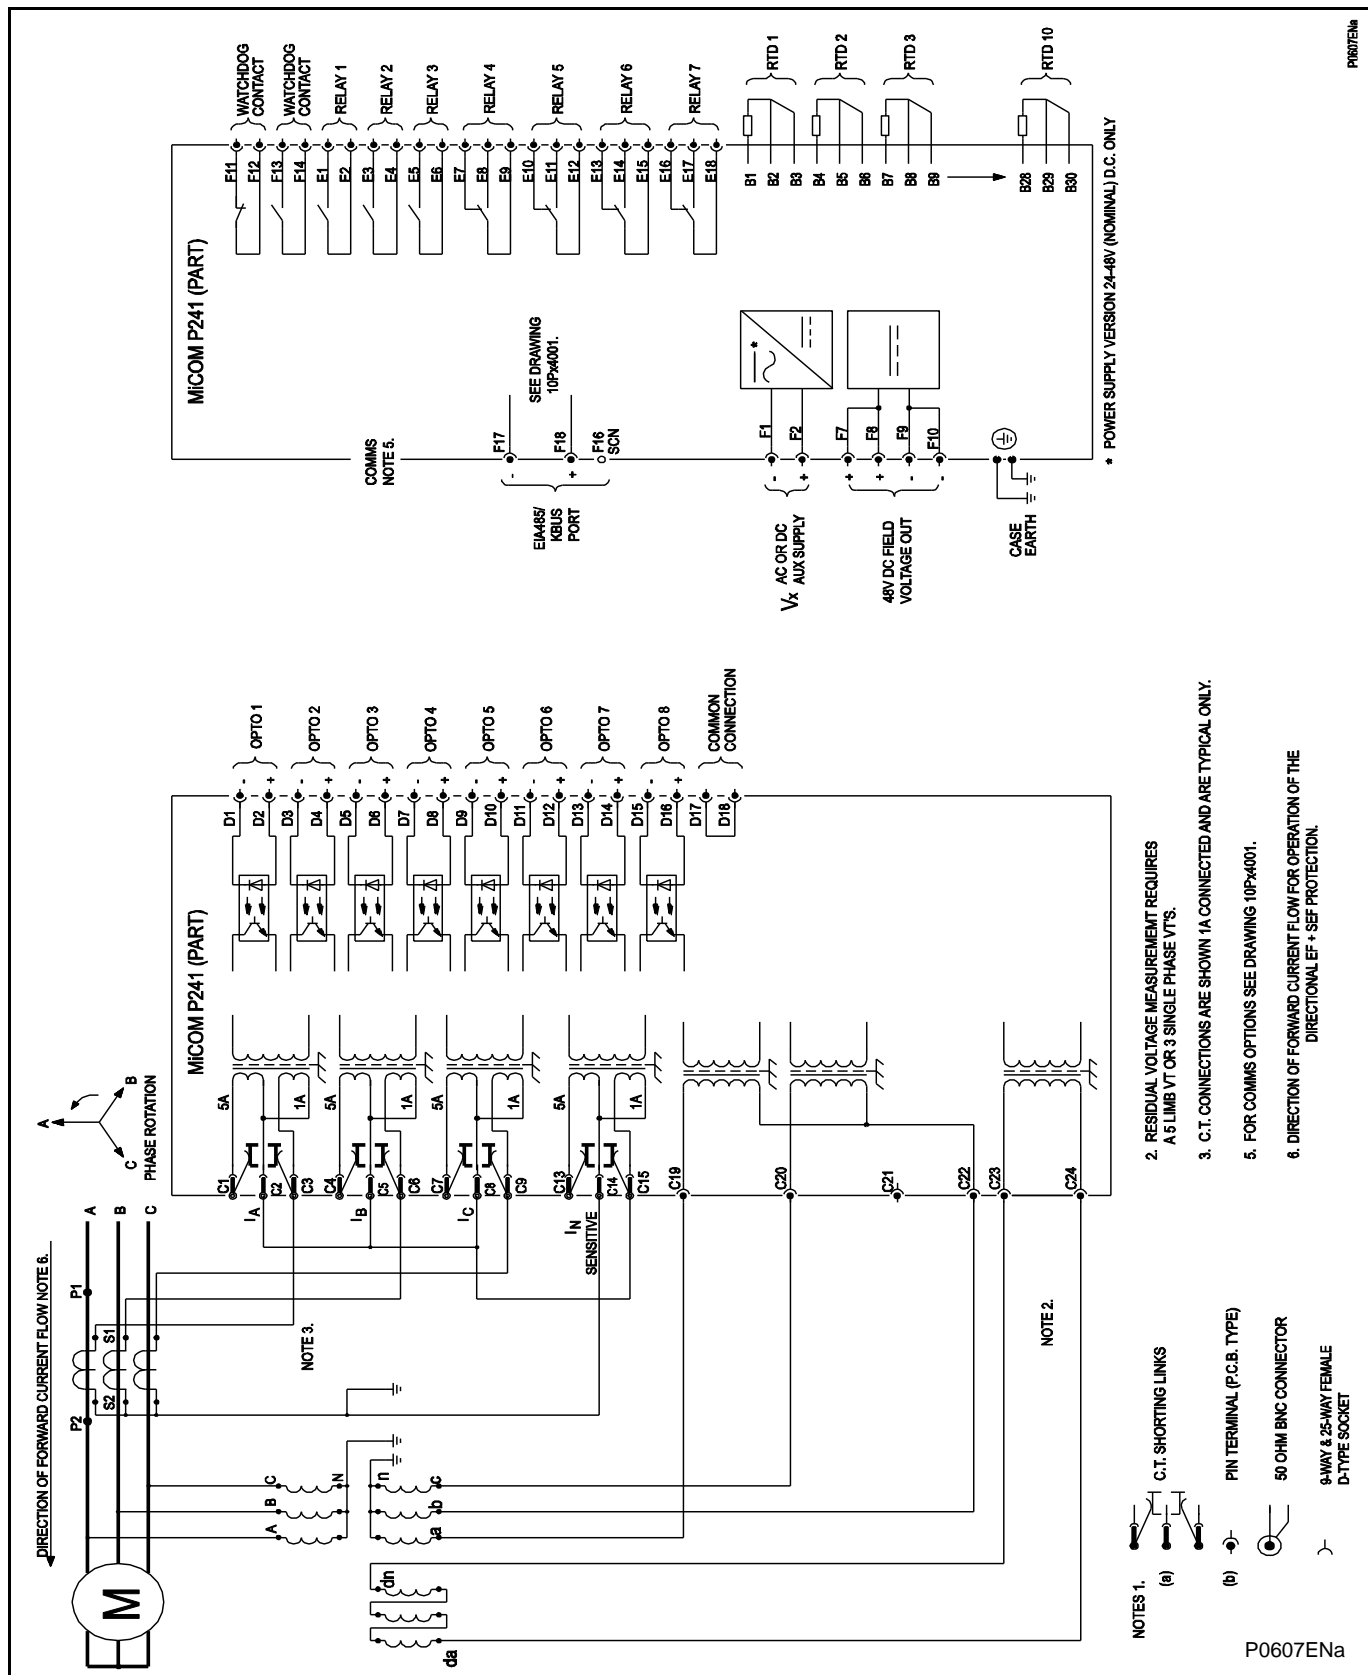 P0607ENa
DIRECTION OF FORWARD CURRENT FLOW NOTE 6.
P2
P1
S2
S1
A
B
C
A
B
C
PHASE ROTATION
M
A
B
C
N
n
a
b
c
dn
da
NOTE 3.
NOTE 2.
MiCOM P241 (PART)
C1
C2
C3
C4
C5
C6
C7
C8
C9
C13
C14
C15
C19
C20
C21
C22
C23
C24
IA
IB
IC
IN
SENSITIVE
5A
1A
5A
1A
5A
1A
5A
1A
D1
D2
D3
D4
D5
D6
D7
D8
D9
D10
D11
D12
D13
D14
D15
D16
D17
D18
-
+
-
+
-
+
-
+
-
+
-
+
-
+
-
+
OPTO 1
OPTO 2
OPTO 3
OPTO 4
OPTO 5
OPTO 6
OPTO 7
OPTO 8
COMMON
CONNECTION
MiCOM P241 (PART)
COMMS
NOTE 5.
EIA485/
KBUS
PORT
-
+
F17
F18
F16
SCN
SEE DRAWING
10Px4001.
Vx
AC OR DC
AUX SUPPLY
-
+
F1
F2
*
48V DC FIELD
VOLTAGE OUT
+
+
-
-
F7
F8
F9
F10
CASE
EARTH
F11
F12
F13
F14
E1
E2
E3
E4
E5
E6
E7
E8
E9
E10
E11
E12
E13
E14
E15
E16
E17
E18
WATCHDOG
CONTACT
WATCHDOG
CONTACT
RELAY 1
RELAY 2
RELAY 3
RELAY 4
RELAY 5
RELAY 6
RELAY 7
B1
B2
B3
B4
B5
B6
B7
B8
B9
B28
B29
B30
RTD 1
RTD 2
RTD 3
RTD 10
* POWER SUPPLY VERSION 24-48V (NOMINAL) D.C. ONLY
NOTES 1.
(a)
C.T. SHORTING LINKS
(b)
PIN TERMINAL (P.C.B. TYPE)
50 OHM BNC CONNECTOR
9-WAY & 25-WAY FEMALE
D-TYPE SOCKET
2. RESIDUAL VOLTAGE MEASUREMEMT REQUIRES
A 5 LIMB VT OR 3 SINGLE PHASE VT'S.
3. C.T. CONNECTIONS ARE SHOWN 1A CONNECTED AND ARE TYPICAL ONLY.
5. FOR COMMS OPTIONS SEE DRAWING 10Px4001.
6. DIRECTION OF FORWARD CURRENT FLOW FOR OPERATION OF THE
DIRECTIONAL EF + SEF PROTECTION.
P0607ENa